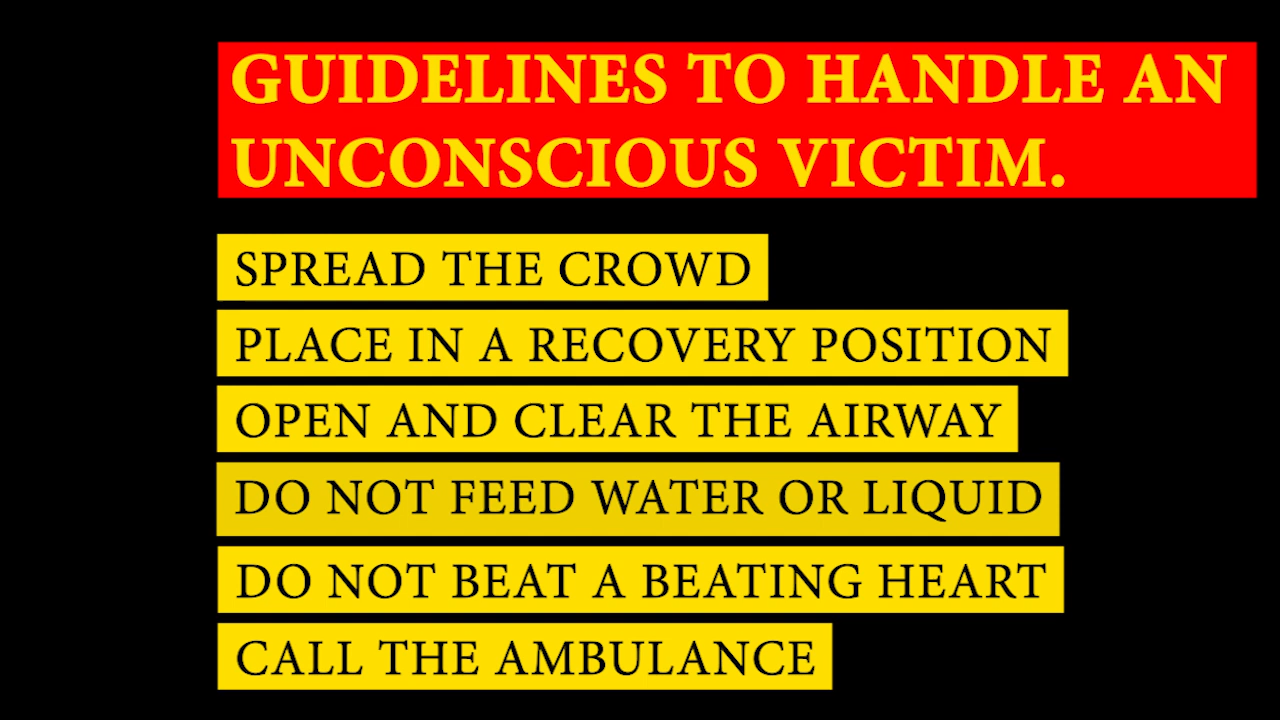 GUIDELINES TO HANDLE AN
UNCONSCIOUS VICTIM.
SPREAD THE CROWD
PLACE IN A RECOVERY POSITION
OPEN AND CLEAR THE AIRWAY
DO NOT FEED WATER OR LIQUID
DO NOT BEAT A BEATING HEART
CALL THE AMBULANCE